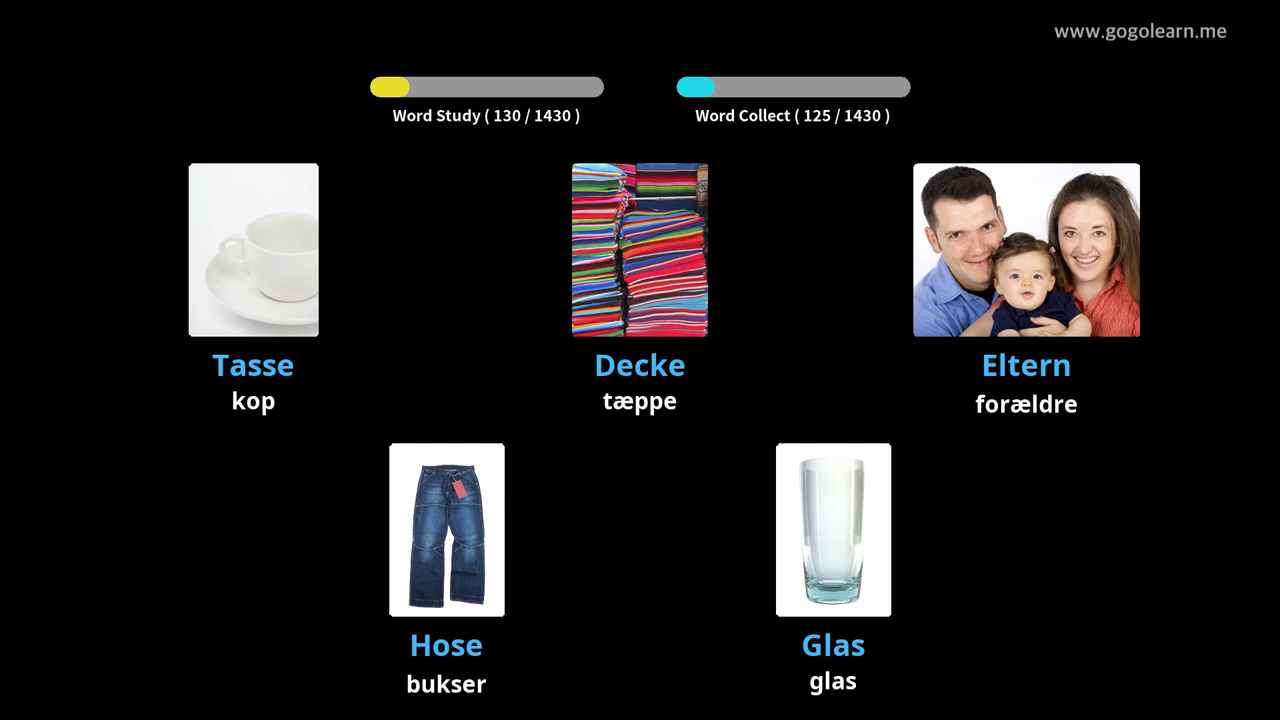 www.gogolearn.me
Word Study ( 130 / 1430 )
Word Collect ( 125 / 1430 )
Tasse
kop
Decke
tæppe
Eltern
forældre
Hose
bukser
Glas
glas